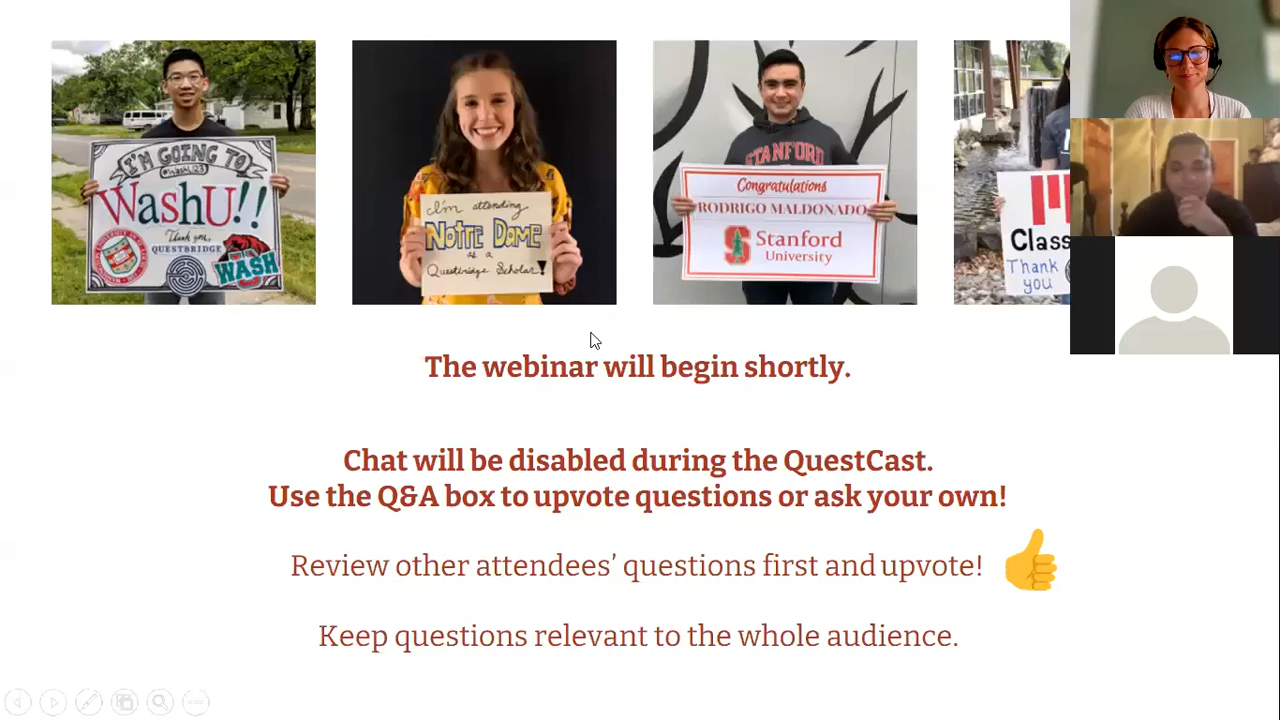 I'M GOING TO
#WashU23
WashU!!
Thank you,
QUESTBRIDGE
WASH
I'm attending
NOTRE DAME
as a
Questbridge Scholar!
STANFORD
Congratulations
RODRIGO MALDONADO
Stanford
University
Class
Thank
you
The webinar will begin shortly.
Chat will be disabled during the QuestCast.
Use the Q&A box to upvote questions or ask your own!
Review other attendees’ questions first and upvote!
Keep questions relevant to the whole audience.